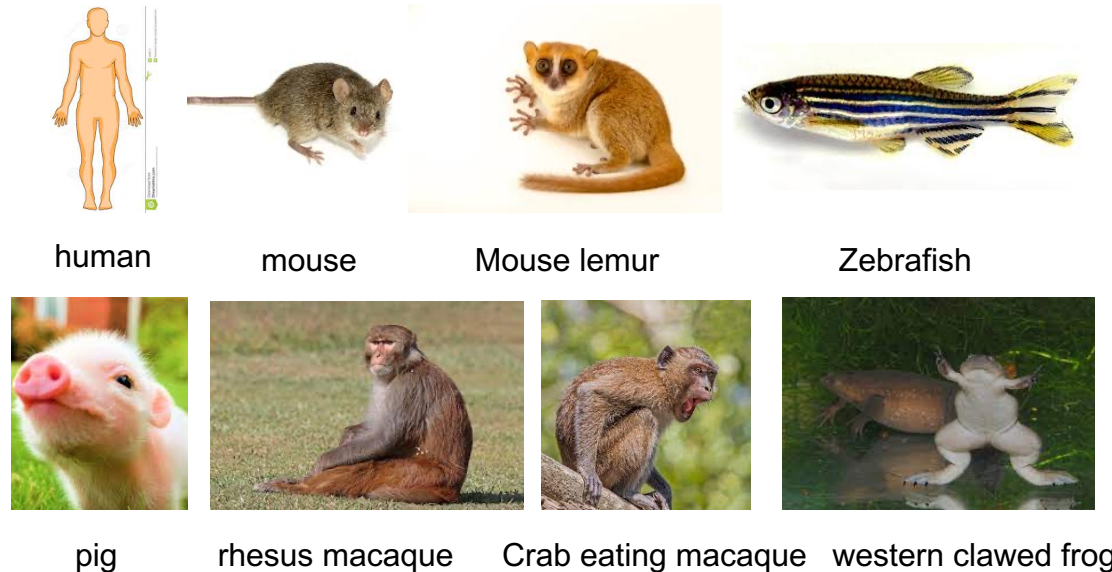 human
mouse
Mouse lemur
Zebrafish
pig
rhesus macaque
Crab eating macaque
western clawed frog